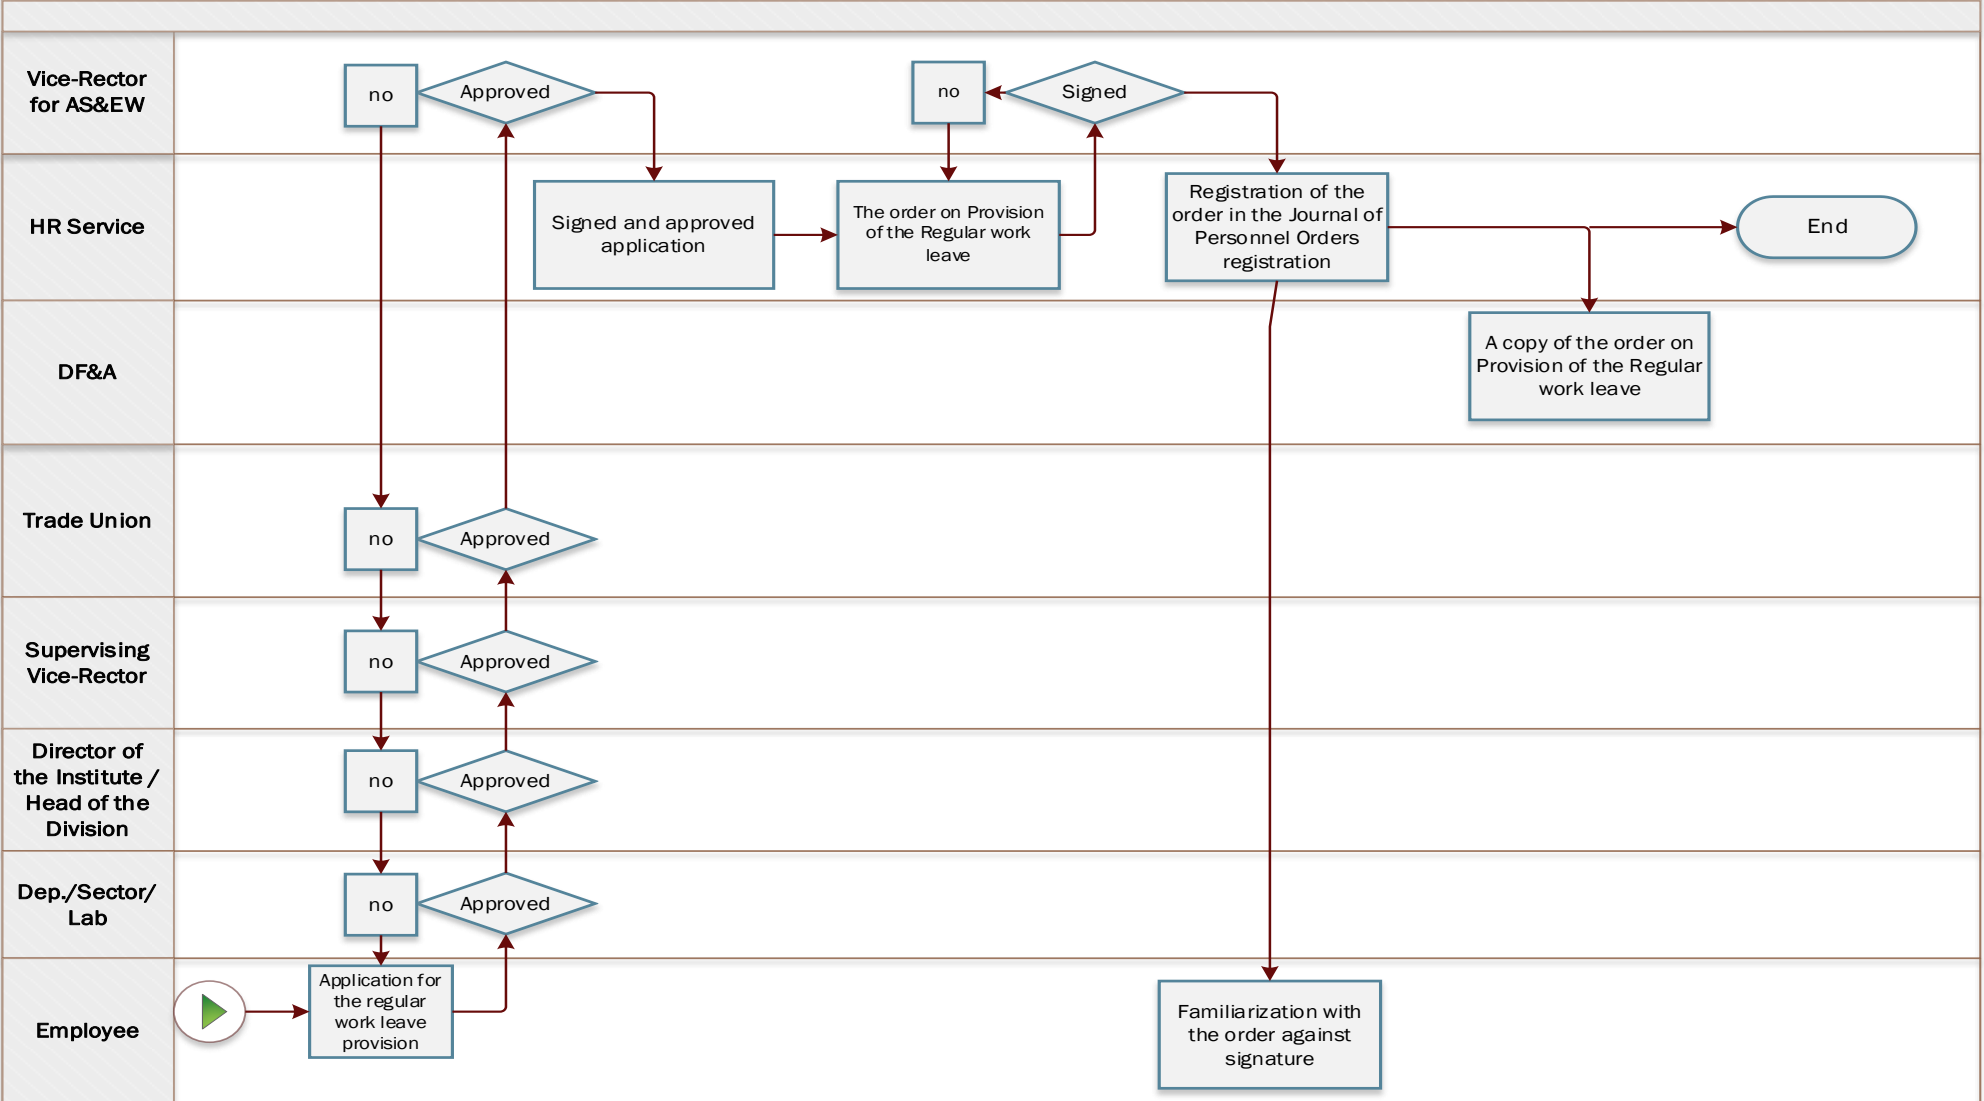 Vice-Rector
for AS&EW
no
Approved
no
Signed
HR Service
Signed and approved
application
The order on Provision
of the Regular work
leave
Registration of the
order in the Journal of
Personnel Orders
registration
End
DF&A
A copy of the order on
Provision of the Regular
work leave
Trade Union
no
Approved
Supervising
Vice-Rector
no
Approved
Director of
the Institute /
Head of the
Division
no
Approved
Dep./Sector/
Lab
no
Approved
Employee
Application for
the regular
work leave
provision
Familiarization with
the order against
signature